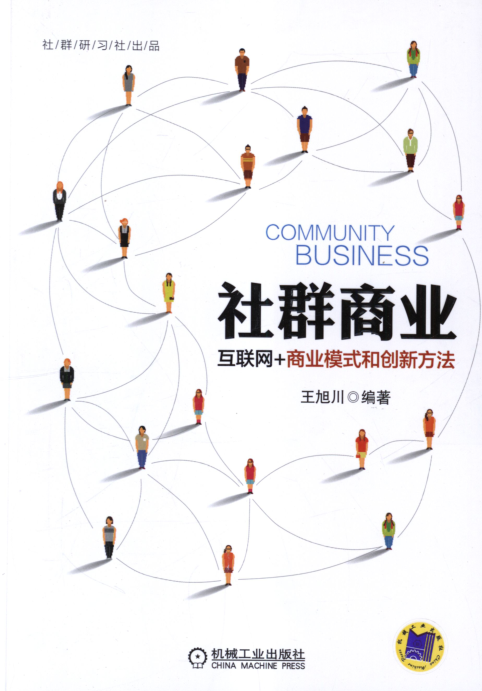 社/群/研/习/社/出/品
COMMUNITY
BUSINESS
社群商业
互联网+商业模式和创新方法
王旭川◎编著
机械工业出版社
CHINA MACHINE PRESS